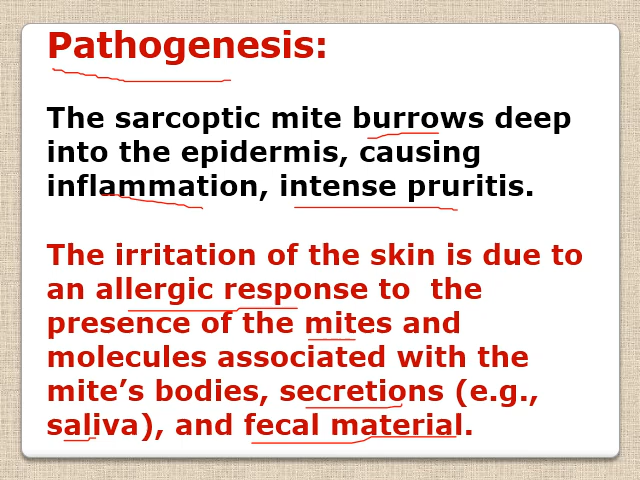 Pathogenesis:
The sarcoptic mite burrows deep
into the epidermis, causing
inflammation, intense pruritis.
The irritation of the skin is due to
an allergic response to  the
presence of the mites and
molecules associated with the
mite’s bodies, secretions (e.g.,
saliva), and fecal material.